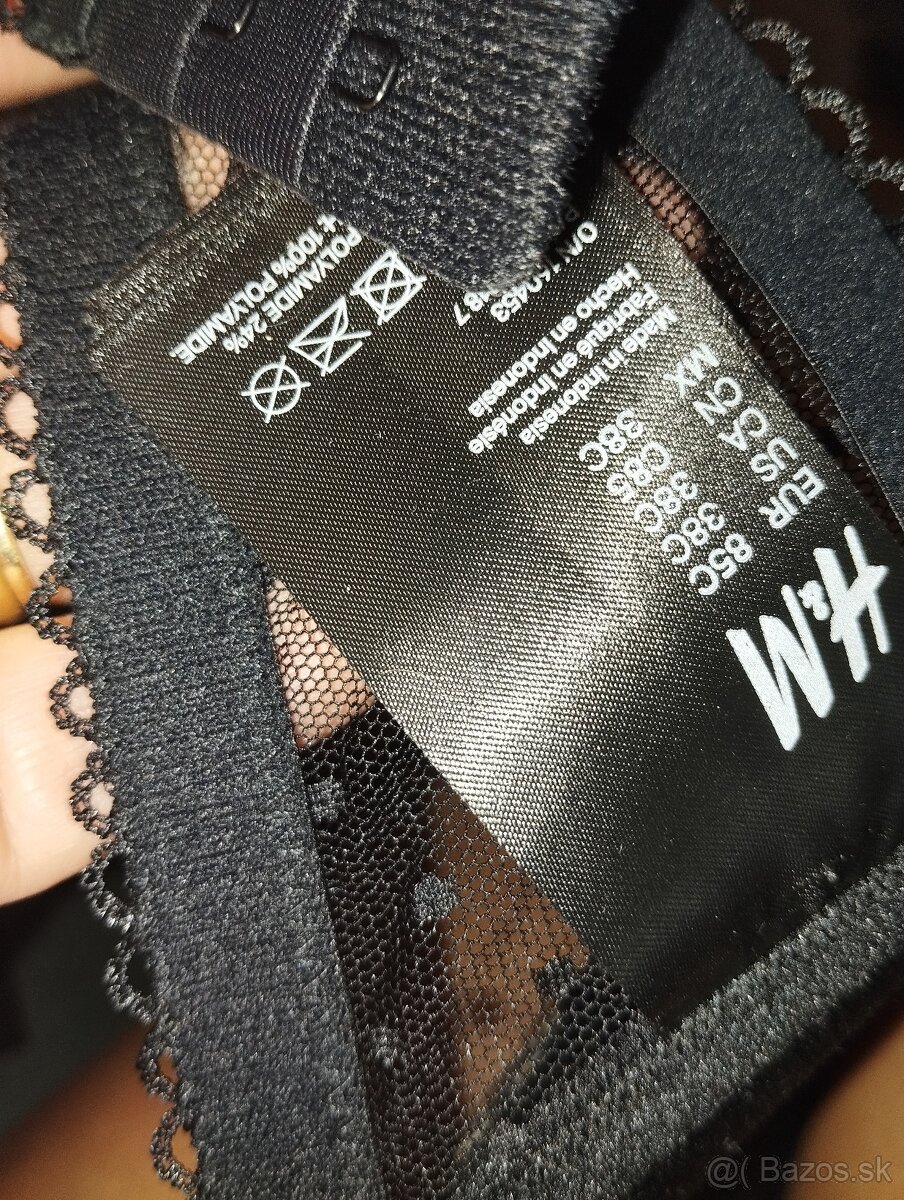 H&M
EUR 85C
US 38C
CA 38C
CN 85C
MX 38C
Made in Indonesia
Fabriqué en Indonésie
Hecho en Indonesia
POLYAMIDE 24%
+ 100% POLYAMIDE
@( Bazos.sk